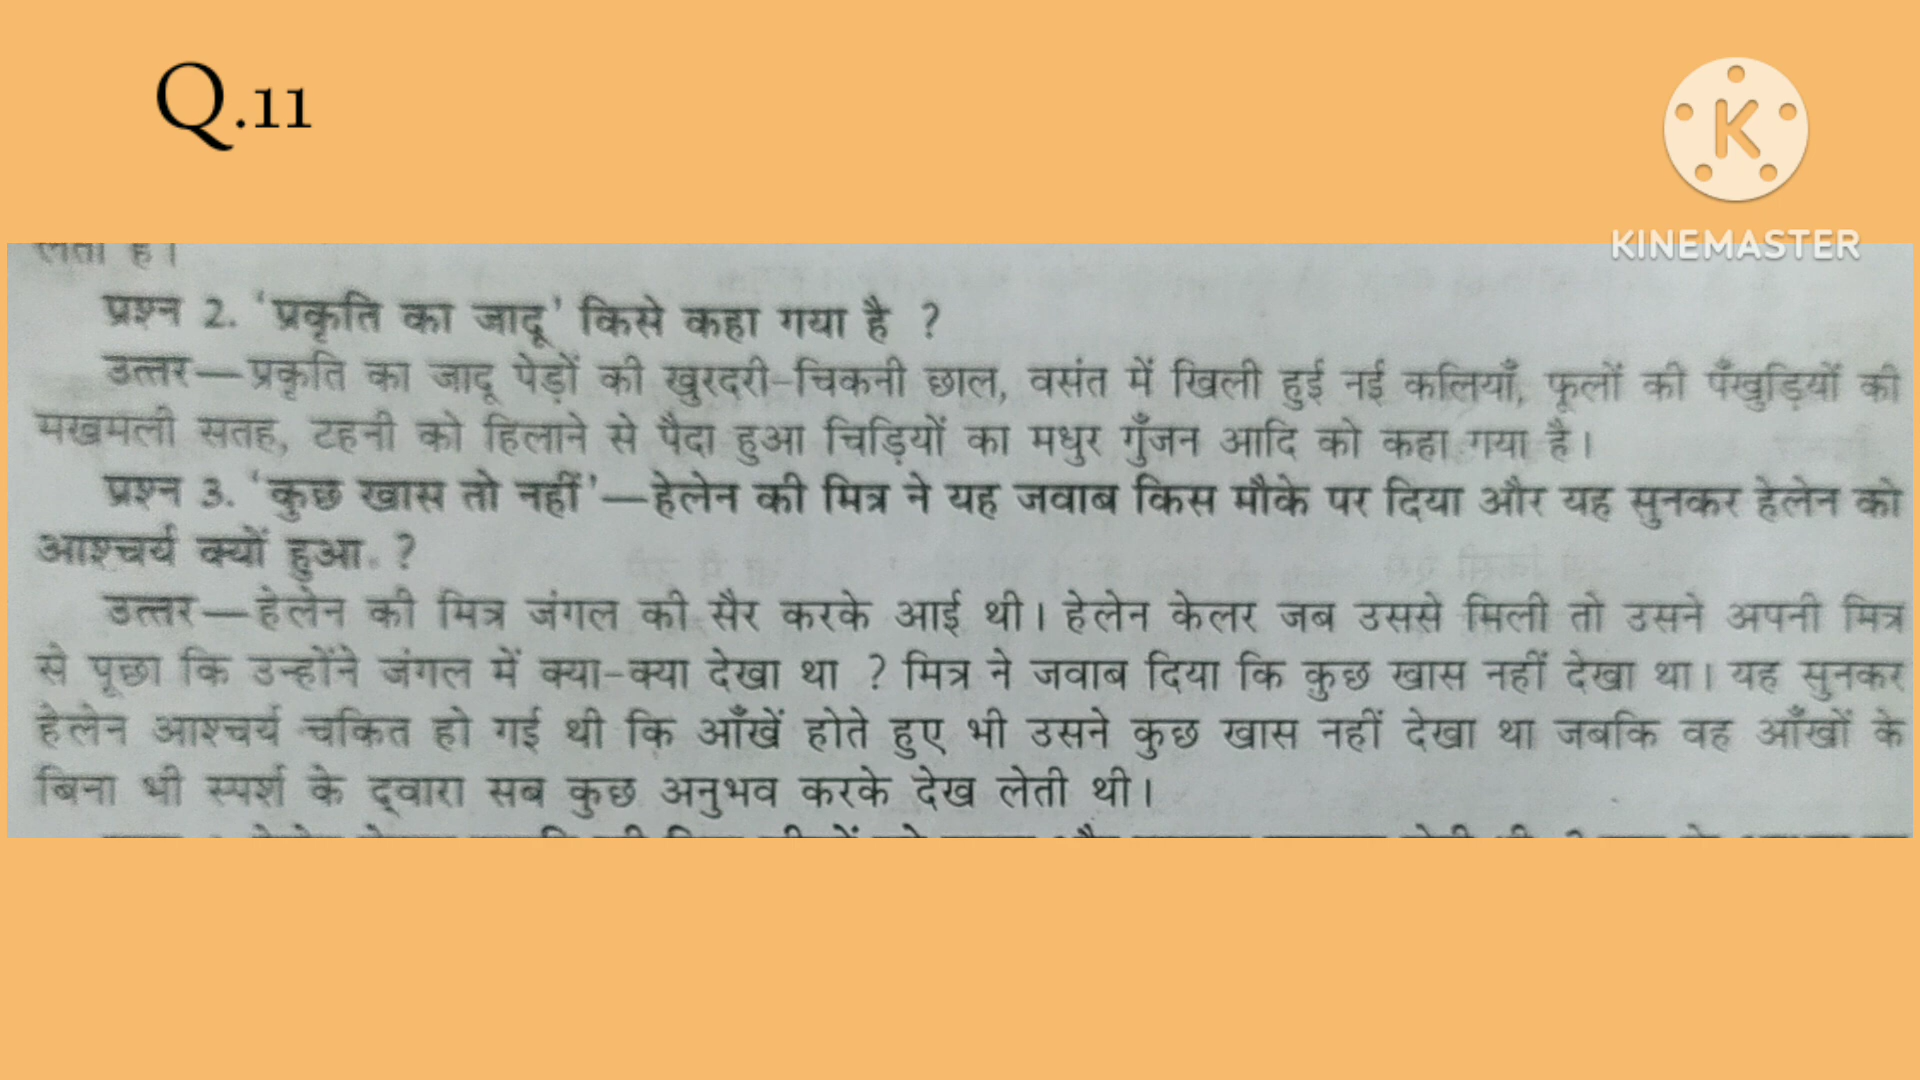 Q.11
K
KINEMASTER
लेती है।
प्रश्न 2. 'प्रकृति का जादू' किसे कहा गया है ?
उत्तर—प्रकृति का जादू पेड़ों की खुरदरी-चिकनी छाल, वसंत में खिली हुई नई कलियाँ, फूलों की पँखुड़ियों की
मखमली सतह, टहनी को हिलाने से पैदा हुआ चिड़ियों का मधुर गुँजन आदि को कहा गया है।
प्रश्न 3. 'कुछ खास तो नहीं'—हेलेन की मित्र ने यह जवाब किस मौके पर दिया और यह सुनकर हेलेन को
आश्चर्य क्यों हुआ ?
उत्तर—हेलेन की मित्र जंगल की सैर करके आई थी। हेलेन केलर जब उससे मिली तो उसने अपनी मित्र
से पूछा कि उन्होंने जंगल में क्या-क्या देखा था ? मित्र ने जवाब दिया कि कुछ खास नहीं देखा था। यह सुनकर
हेलेन आश्चर्य चकित हो गई थी कि आँखें होते हुए भी उसने कुछ खास नहीं देखा था जबकि वह आँखों के
बिना भी स्पर्श के द्वारा सब कुछ अनुभव करके देख लेती थी।